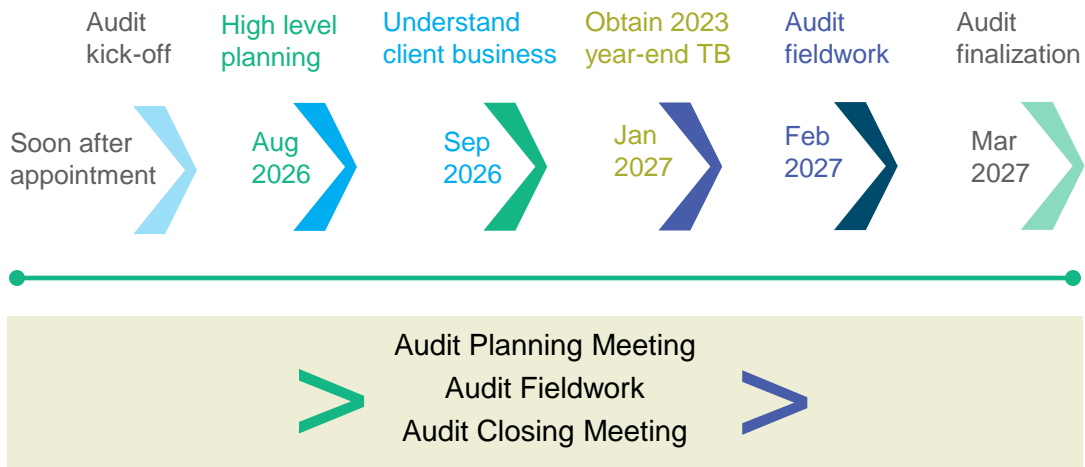 Audit
kick-off
High level
planning
Understand
client business
Obtain 2023
year-end TB
Audit
fieldwork
Audit
finalization
Soon after
appointment
Aug
2026
Sep
2026
Jan
2027
Feb
2027
Mar
2027
Audit Planning Meeting
Audit Fieldwork
Audit Closing Meeting